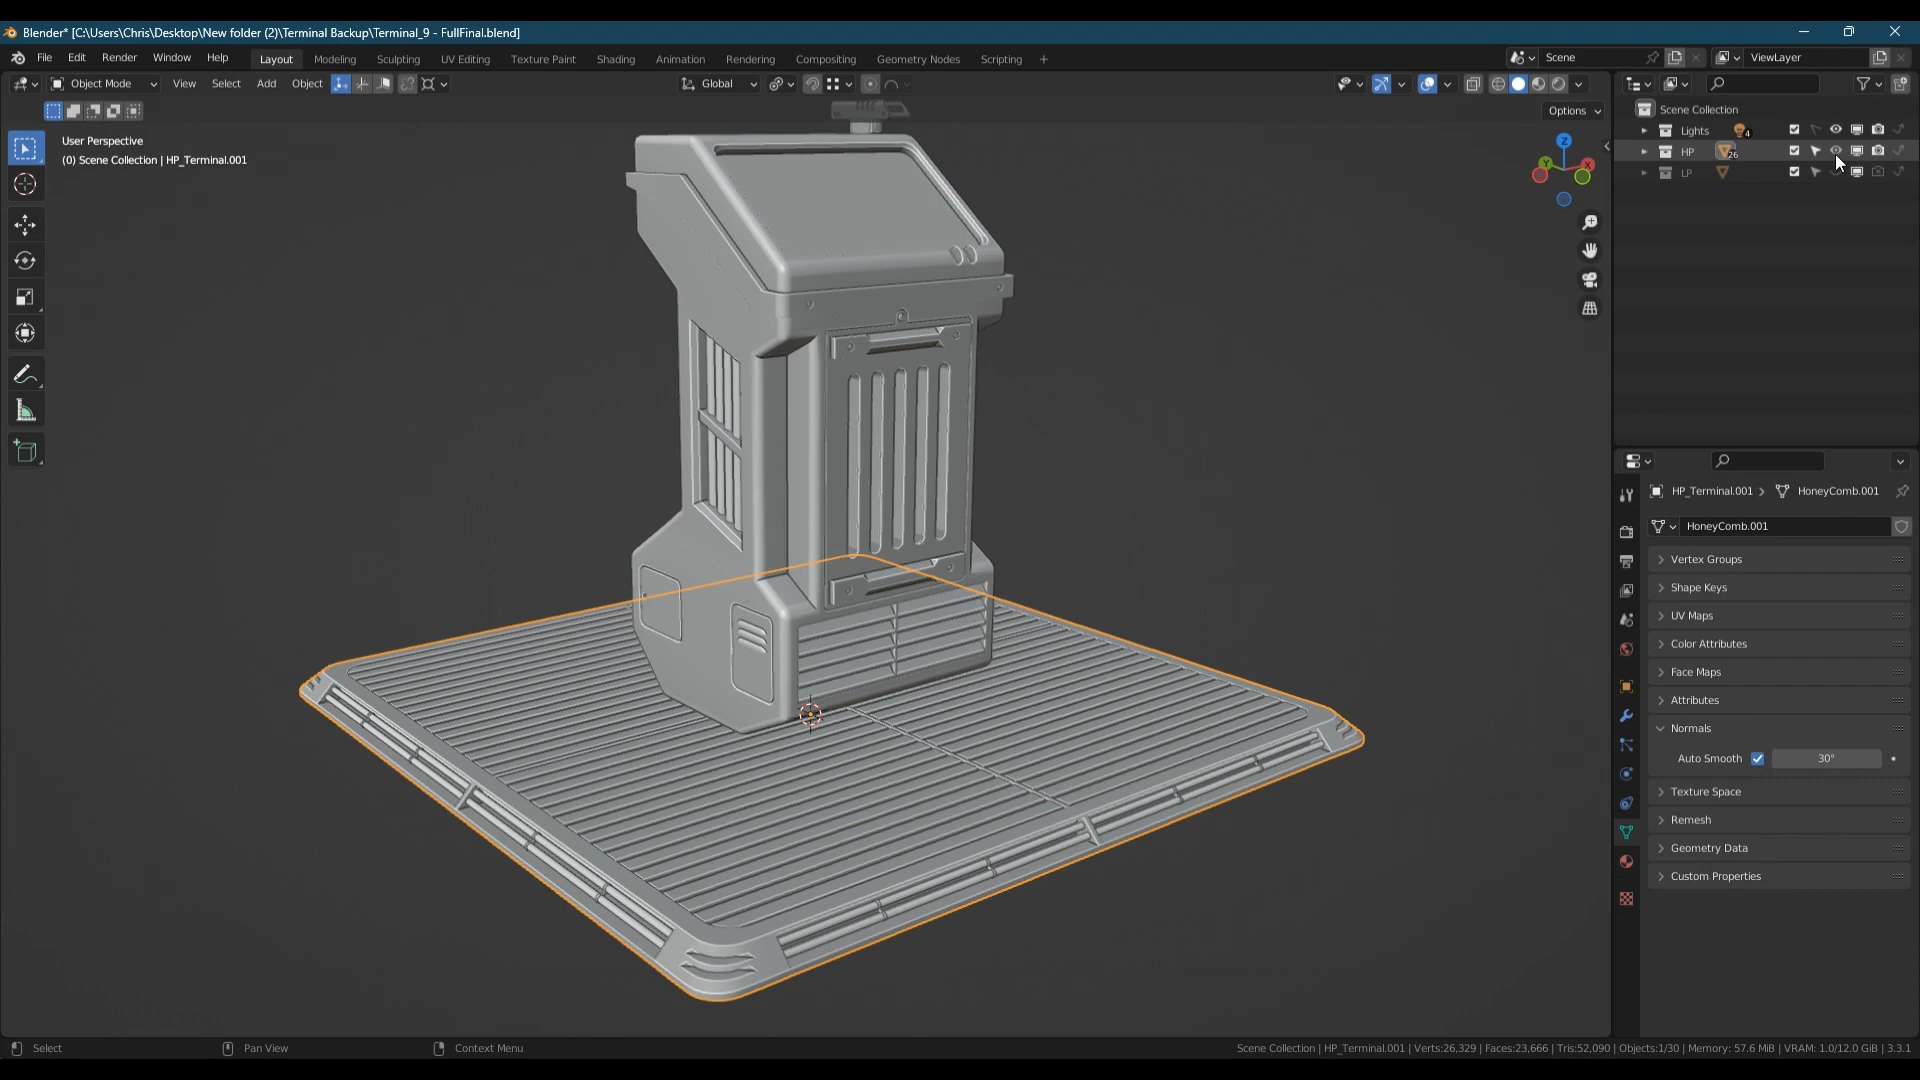 Blender* [C:\Users\Chris\Desktop\New folder (2)\Terminal Backup\Terminal_9 - FullFinal.blend]
File Edit Render Window Help Layout Modeling Sculpting UV Editing Texture Paint Shading Animation Rendering Compositing Geometry Nodes Scripting + Scene ViewLayer
Object Mode View Select Add Object Global
Options
User Perspective
(0) Scene Collection | HP_Terminal.001
Z
Y
X
Scene Collection
Lights 4
HP 26
LP
HP_Terminal.001 > HoneyComb.001
HoneyComb.001
Vertex Groups
Shape Keys
UV Maps
Color Attributes
Face Maps
Attributes
Normals
Auto Smooth 30°
Texture Space
Remesh
Geometry Data
Custom Properties
Select Pan View Context Menu Scene Collection | HP_Terminal.001 | Verts:26,329 | Faces:23,666 | Tris:52,090 | Objects:1/30 | Memory: 57.6 MiB | VRAM: 1.0/12.0 GiB | 3.3.1